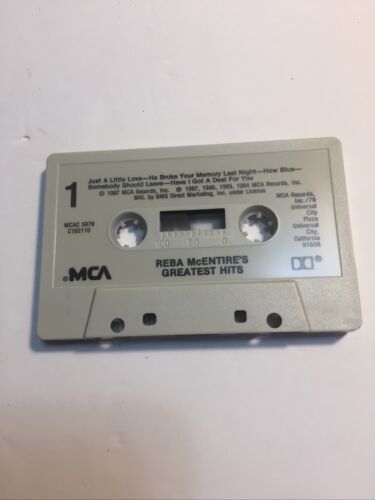 Just A Little Love—He Broke Your Memory Last Night—How Blue—
Somebody Should Leave—Have I Got A Deal For You
© 1987 MCA Records, Inc. ℗ 1987, 1986, 1985, 1984 MCA Records, Inc.
Mfd. by BMG Direct Marketing, Inc. under License
1
MCAC 5979
C162110
MCA Records,
Inc./70
Universal
City
Plaza
Universal
City,
California
91608
100 50 0
MCA
REBA McENTIRE'S
GREATEST HITS